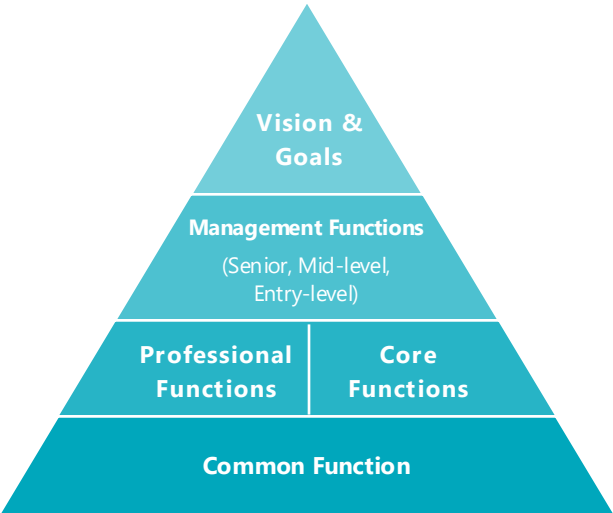 Vision &
Goals
Management Functions
(Senior, Mid-level,
Entry-level)
Professional
Functions
Core
Functions
Common Function